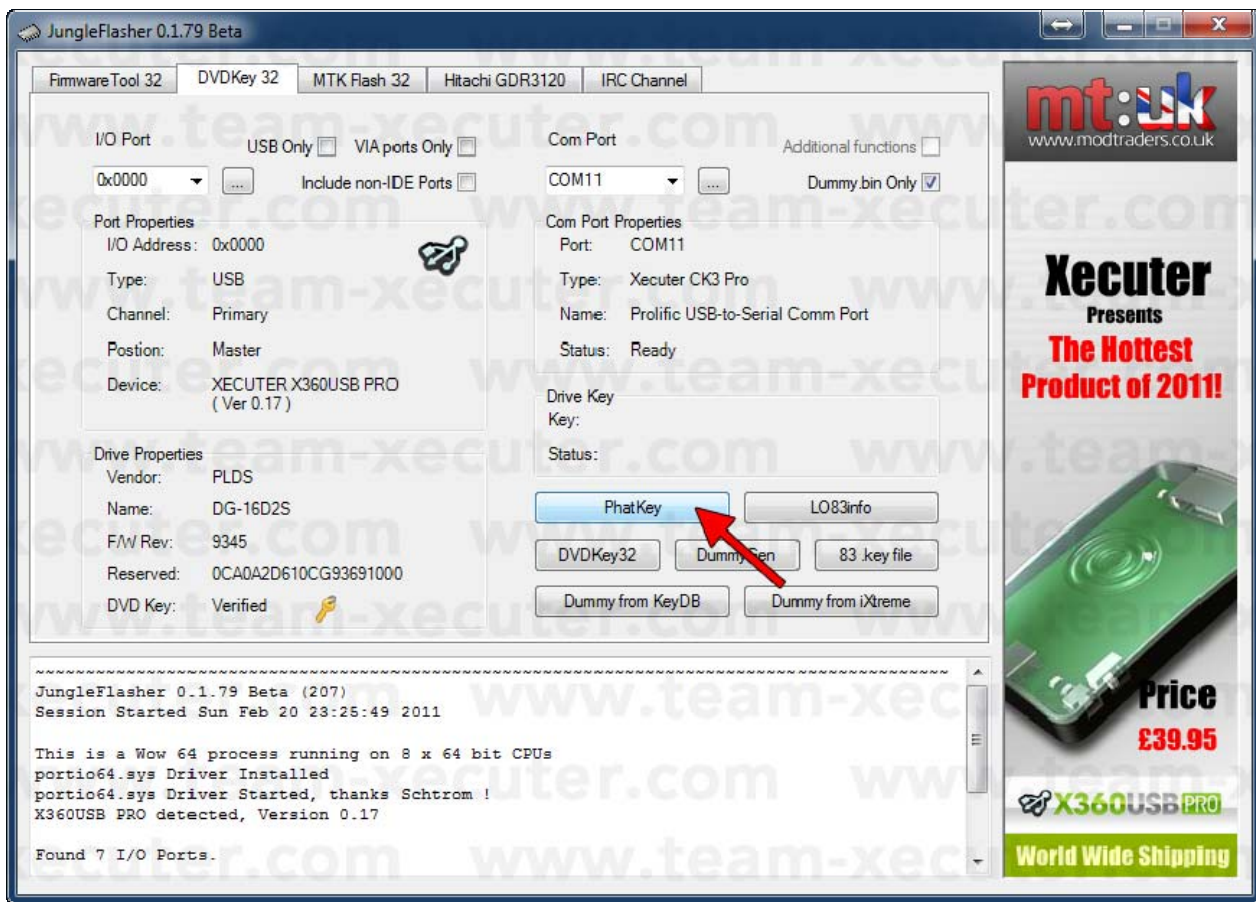 JungleFlasher 0.1.79 Beta
FirmwareTool 32 DVDKey 32 MTK Flash 32 Hitachi GDR3120 IRC Channel
I/O Port USB Only VIA ports Only
0x0000 ... Include non-IDE Ports
Port Properties
I/O Address: 0x0000
Type: USB
Channel: Primary
Postion: Master
Device: XECUTER X360USB PRO
( Ver 0.17 )
Drive Properties
Vendor: PLDS
Name: DG-16D2S
F/W Rev: 9345
Reserved: 0CA0A2D610CG93691000
DVD Key: Verified
Com Port Additional functions
COM11 ... Dummy.bin Only
Com Port Properties
Port: COM11
Type: Xecuter CK3 Pro
Name: Prolific USB-to-Serial Comm Port
Status: Ready
Drive Key
Key:
Status:
PhatKey LO83info
DVDKey32 DummyGen 83 .key file
Dummy from KeyDB Dummy from iXtreme
JungleFlasher 0.1.79 Beta (207)
Session Started Sun Feb 20 23:25:49 2011
This is a Wow 64 process running on 8 x 64 bit CPUs
portio64.sys Driver Installed
portio64.sys Driver Started, thanks Schtrom !
X360USB PRO detected, Version 0.17
Found 7 I/O Ports.
mt:uk
www.modtraders.co.uk
Xecuter
Presents
The Hottest
Product of 2011!
Price
£39.95
X360USB PRO
World Wide Shipping
www.team-xecuter.com